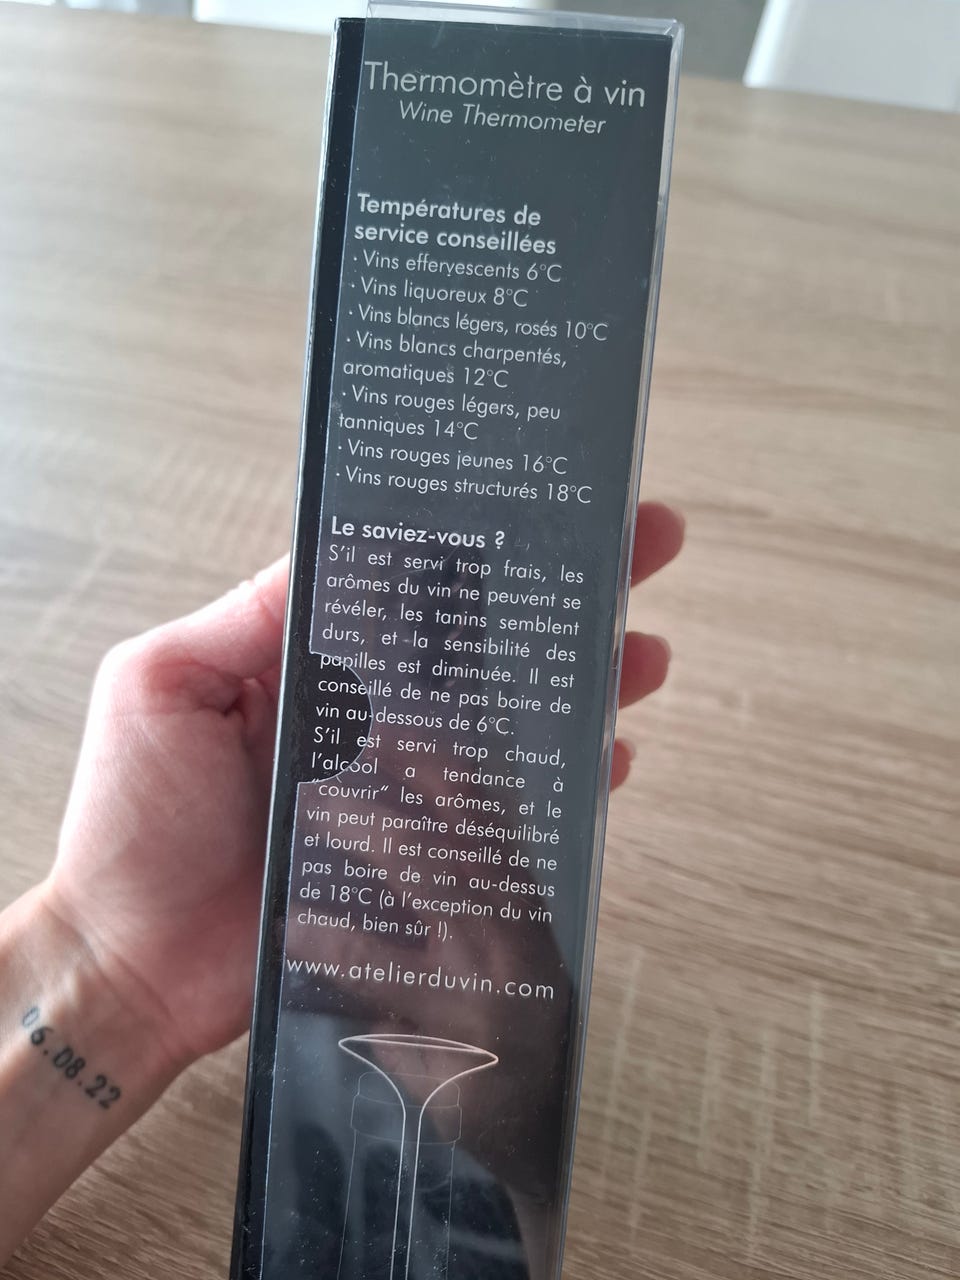 Thermomètre à vin
Wine Thermometer
Températures de
service conseillées
· Vins effervescents 6°C
· Vins liquoreux 8°C
· Vins blancs légers, rosés 10°C
· Vins blancs charpentés,
aromatiques 12°C
· Vins rouges légers, peu
tanniques 14°C
· Vins rouges jeunes 16°C
· Vins rouges structurés 18°C
Le saviez-vous ?
S'il est servi trop frais, les
arômes du vin ne peuvent se
révéler, les tanins semblent
durs, et la sensibilité des
papilles est diminuée. Il est
conseillé de ne pas boire de
vin au-dessous de 6°C.
S'il est servi trop chaud,
l'alcool a tendance à
"couvrir" les arômes, et le
vin peut paraître déséquilibré
et lourd. Il est conseillé de ne
pas boire de vin au-dessus
de 18°C (à l'exception du vin
chaud, bien sûr !).
www.atelierduvin.com
06.08.22